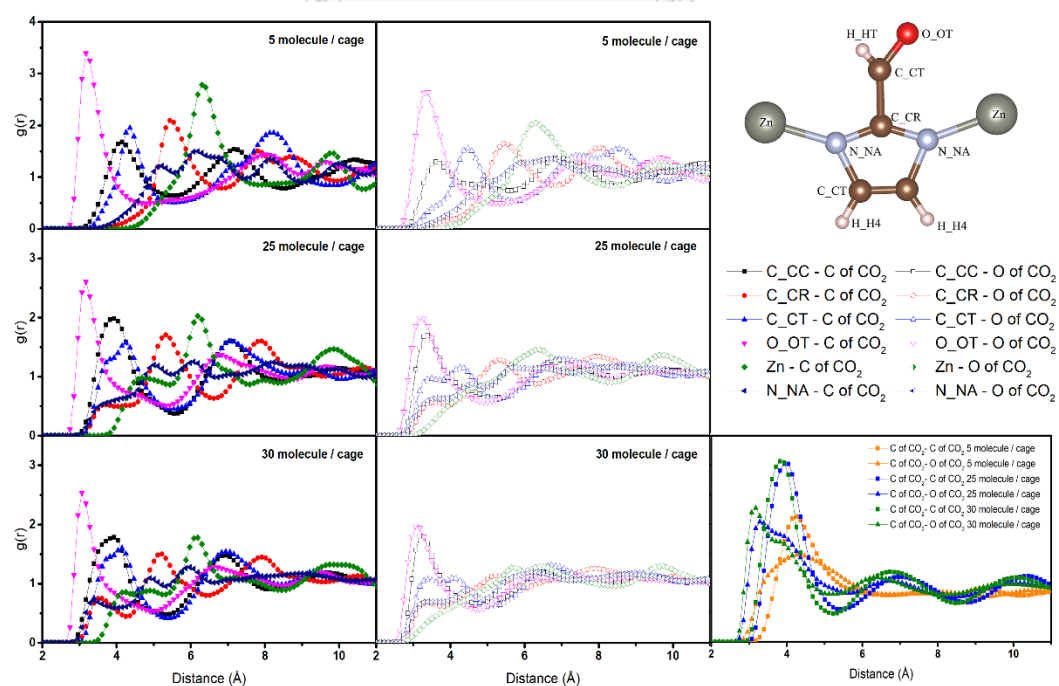 5 molecule / cage
5 molecule / cage
g(r)
4
3
2
1
0
H_HT
O_OT
C_CT
Zn
C_CR
Zn
N_NA
N_NA
C_CT
H_H4
H_H4
25 molecule / cage
25 molecule / cage
g(r)
3
2
1
0
C_CC - C of CO₂
C_CC - O of CO₂
C_CR - C of CO₂
C_CR - O of CO₂
C_CT - C of CO₂
C_CT - O of CO₂
O_OT - C of CO₂
O_OT - O of CO₂
Zn - C of CO₂
Zn - O of CO₂
N_NA - C of CO₂
N_NA - O of CO₂
30 molecule / cage
30 molecule / cage
g(r)
3
2
1
0
C of CO₂- C of CO₂ 5 molecule / cage
C of CO₂- O of CO₂ 5 molecule / cage
C of CO₂- C of CO₂ 25 molecule / cage
C of CO₂- O of CO₂ 25 molecule / cage
C of CO₂- C of CO₂ 30 molecule / cage
C of CO₂- O of CO₂ 30 molecule / cage
2 4 6 8 10 2 4 6 8 10 2 4 6 8 10
Distance (Å) Distance (Å) Distance (Å)